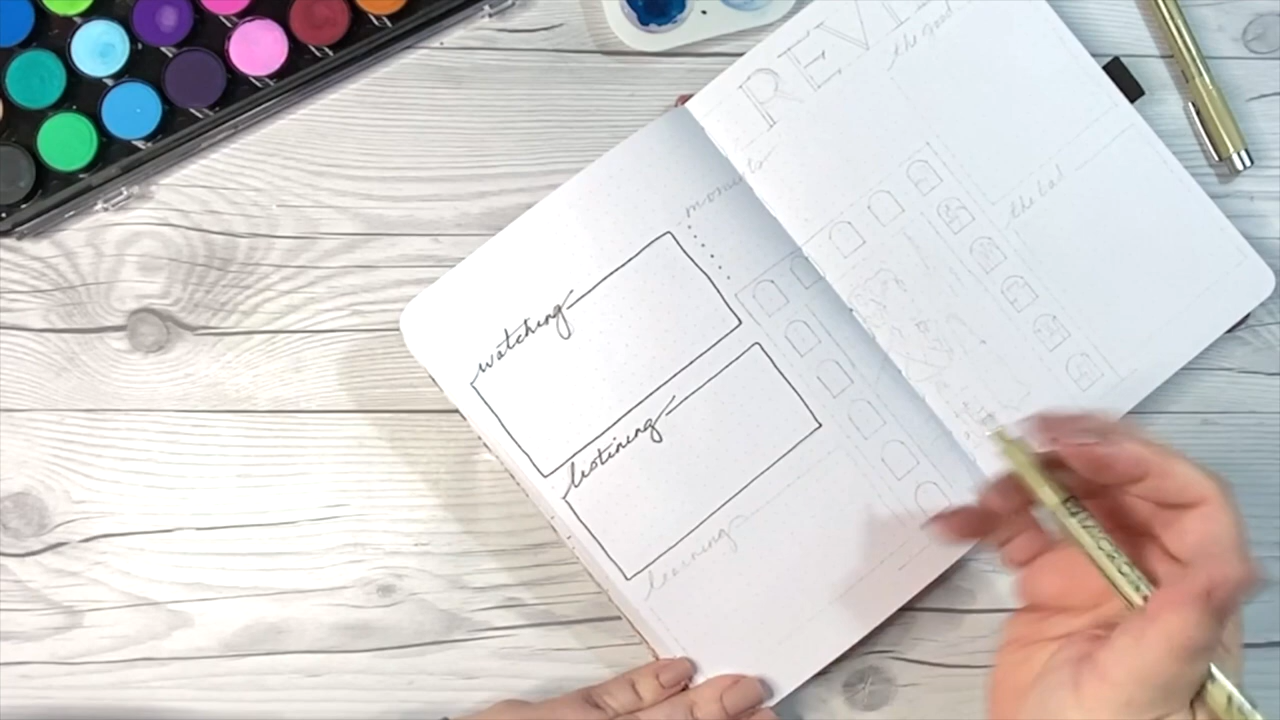 REVI
the good
moments
the bad
watching
listening
learning